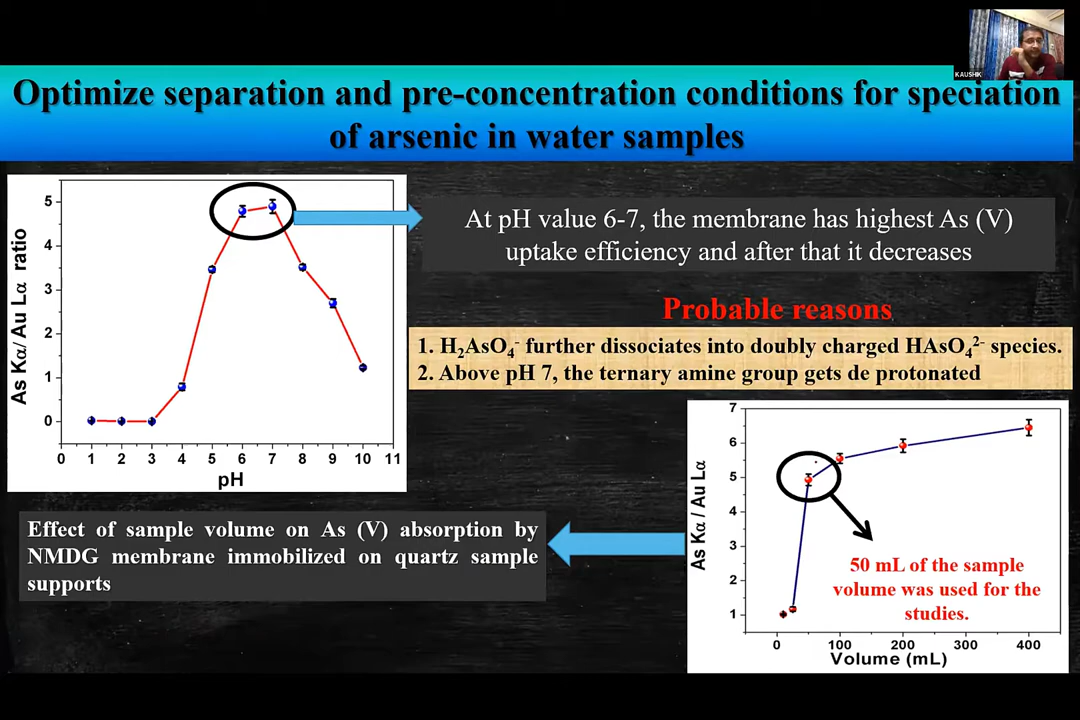 KAUSHIK
Optimize separation and pre-concentration conditions for speciation
of arsenic in water samples
5
4
3
2
1
0
As Kα/ Au Lα ratio
0 1 2 3 4 5 6 7 8 9 10 11
pH
At pH value 6-7, the membrane has highest As (V)
uptake efficiency and after that it decreases
Probable reasons
1. H₂AsO₄⁻ further dissociates into doubly charged HAsO₄²⁻ species.
2. Above pH 7, the ternary amine group gets de protonated
Effect of sample volume on As (V) absorption by
NMDG membrane immobilized on quartz sample
supports
7
6
5
4
3
2
1
As Kα / Au Lα
50 mL of the sample
volume was used for the
studies.
0 100 200 300 400
Volume (mL)